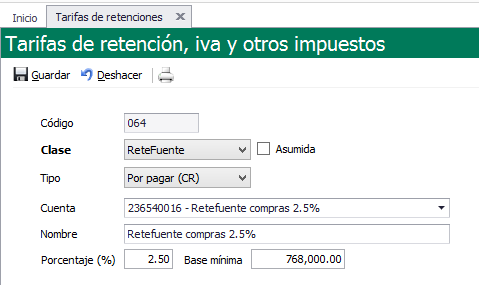 Inicio Tarifas de retenciones
Tarifas de retención, iva y otros impuestos
Guardar Deshacer
Código 064
Clase ReteFuente Asumida
Tipo Por pagar (CR)
Cuenta 236540016 - Retefuente compras 2.5%
Nombre Retefuente compras 2.5%
Porcentaje (%) 2.50 Base mínima 768,000.00